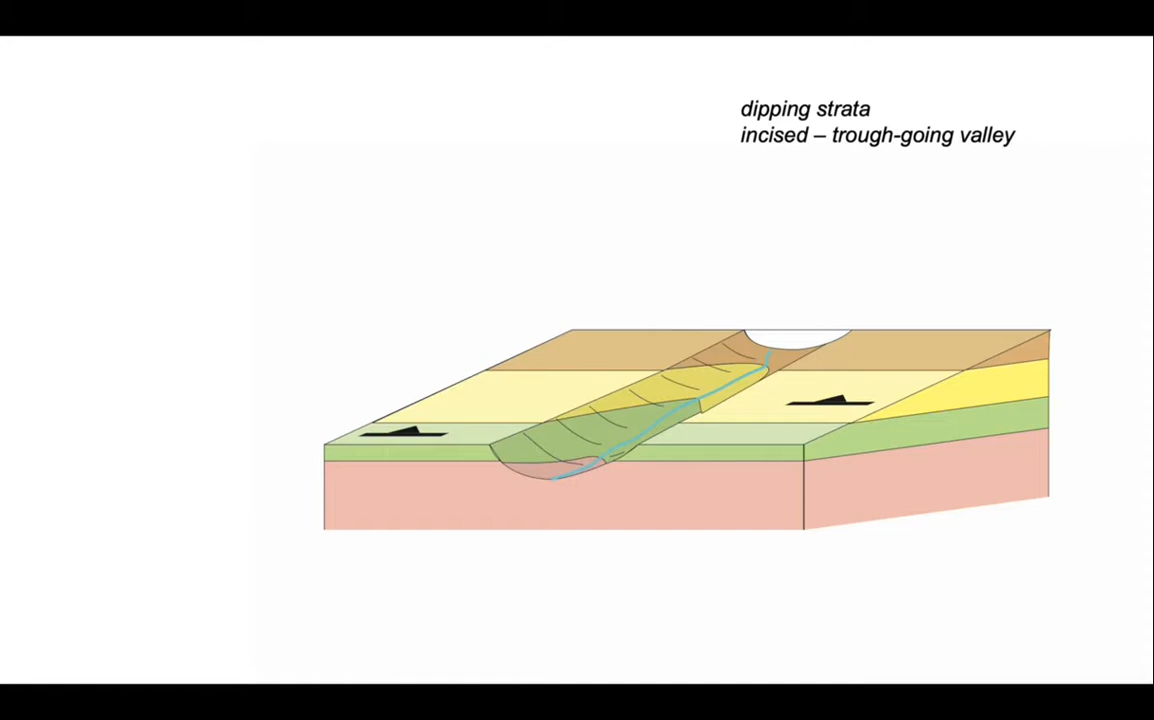 dipping strata
incised – trough-going valley